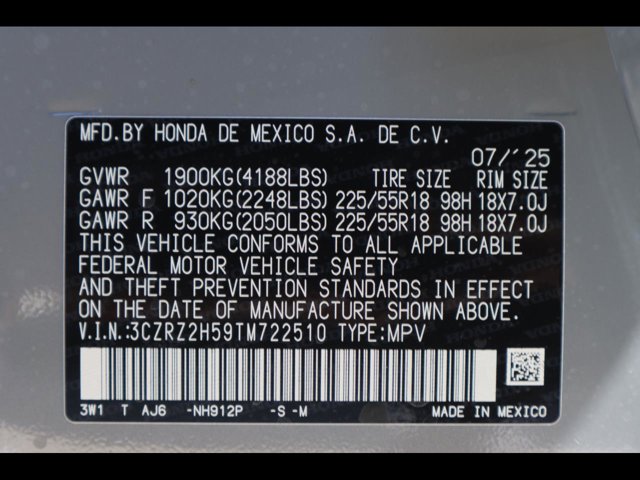 MFD.BY HONDA DE MEXICO S.A. DE C.V.
07/'25
GVWR 1900KG(4188LBS) TIRE SIZE RIM SIZE
GAWR F 1020KG(2248LBS) 225/55R18 98H 18X7.0J
GAWR R 930KG(2050LBS) 225/55R18 98H 18X7.0J
THIS VEHICLE CONFORMS TO ALL APPLICABLE
FEDERAL MOTOR VEHICLE SAFETY
AND THEFT PREVENTION STANDARDS IN EFFECT
ON THE DATE OF MANUFACTURE SHOWN ABOVE.
V.I.N.:3CZRZ2H59TM722510 TYPE:MPV
3W1 T AJ6 -NH912P -S -M MADE IN MEXICO